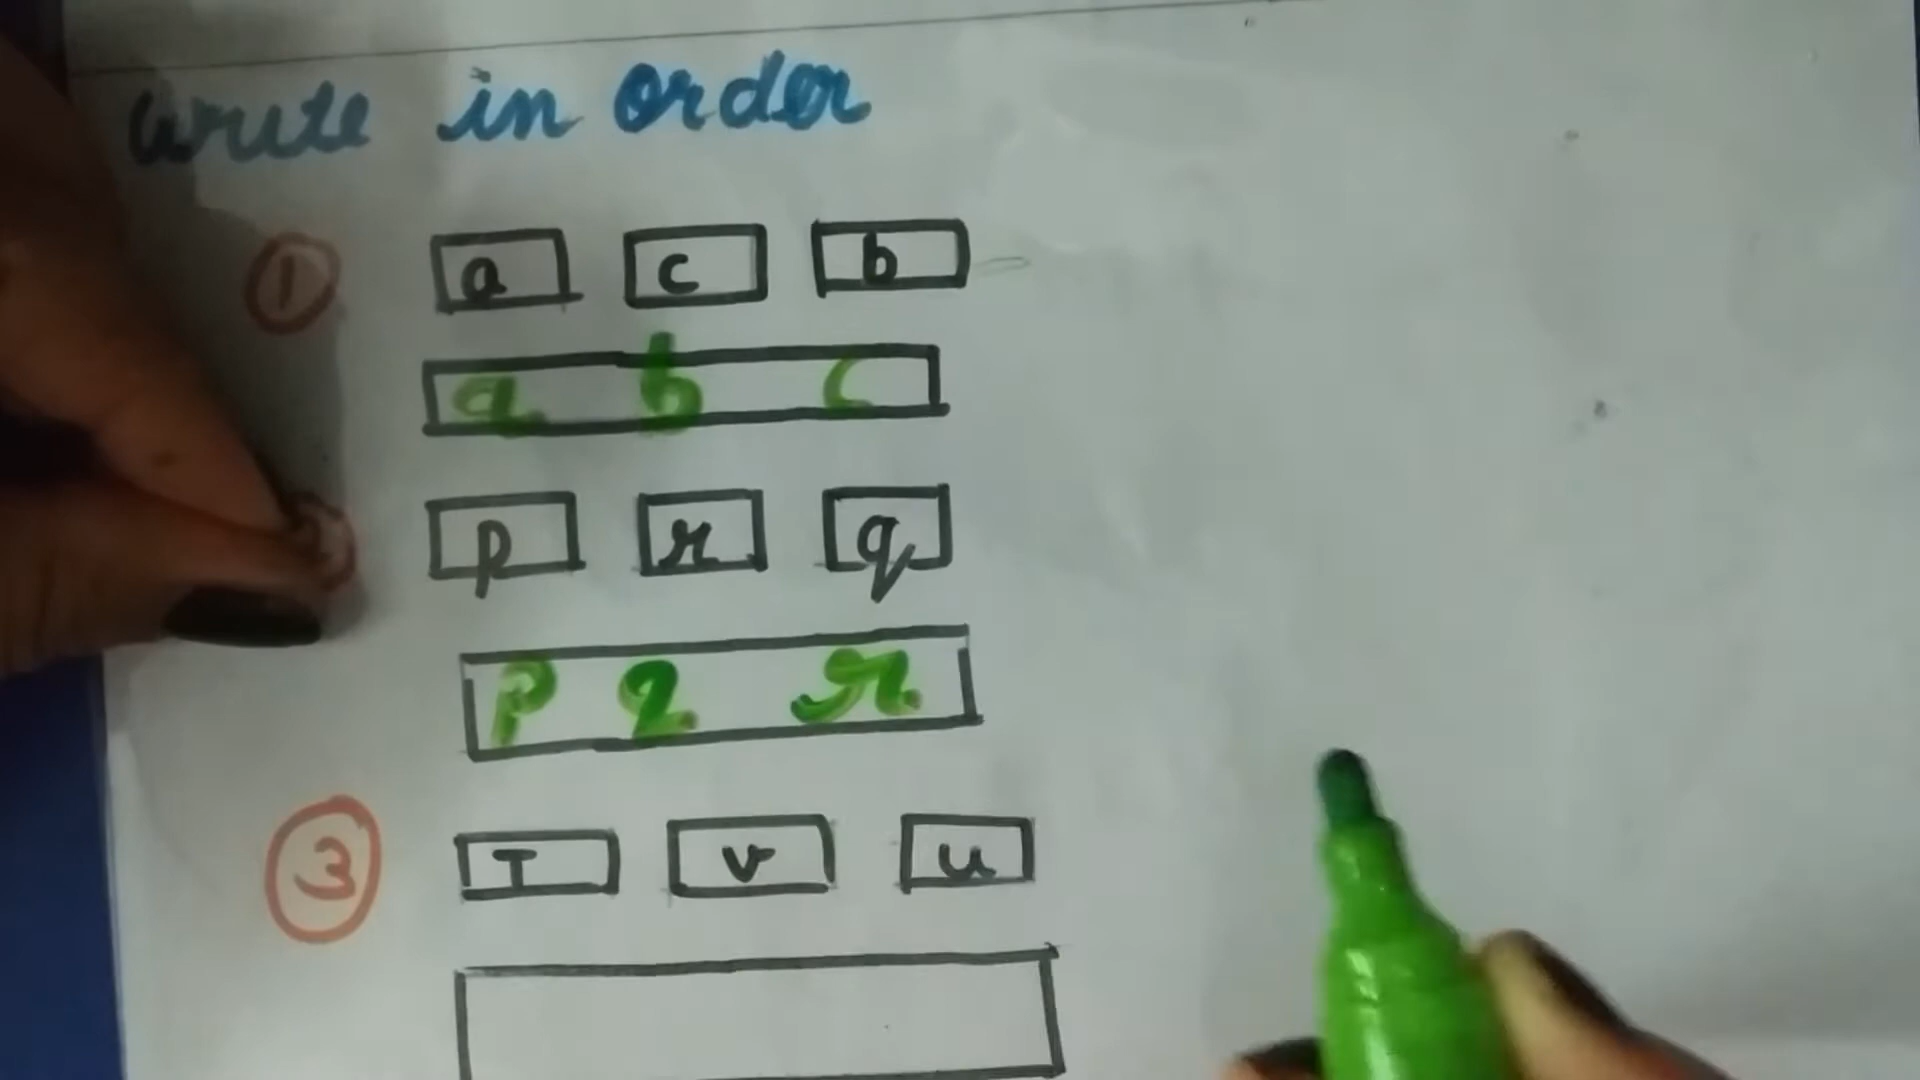 Write in order
1 a c b
a b c
p r q
p q r
3 T v u